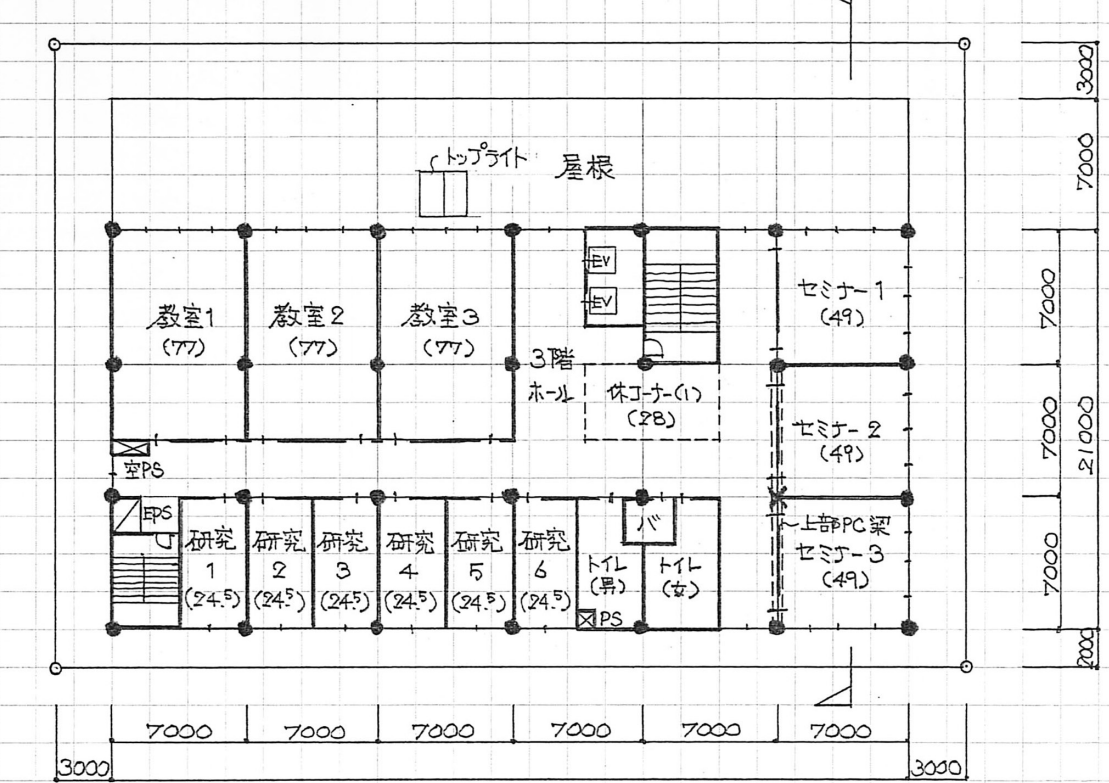 3000
トップライト
屋根
7000
EV
EV
教室1
(77)
教室2
(77)
教室3
(77)
セミナー1
(49)
7000
3階
ホール
休コーナー(1)
(28)
セミナー2
(49)
7000
21000
空PS
EPS
研究
1
(24.5)
研究
2
(24.5)
研究
3
(24.5)
研究
4
(24.5)
研究
5
(24.5)
研究
6
(24.5)
バ
トイレ
(男)
トイレ
(女)
PS
~上部PC梁
セミナー3
(49)
7000
2000
7000
7000
7000
7000
7000
7000
3000
3000